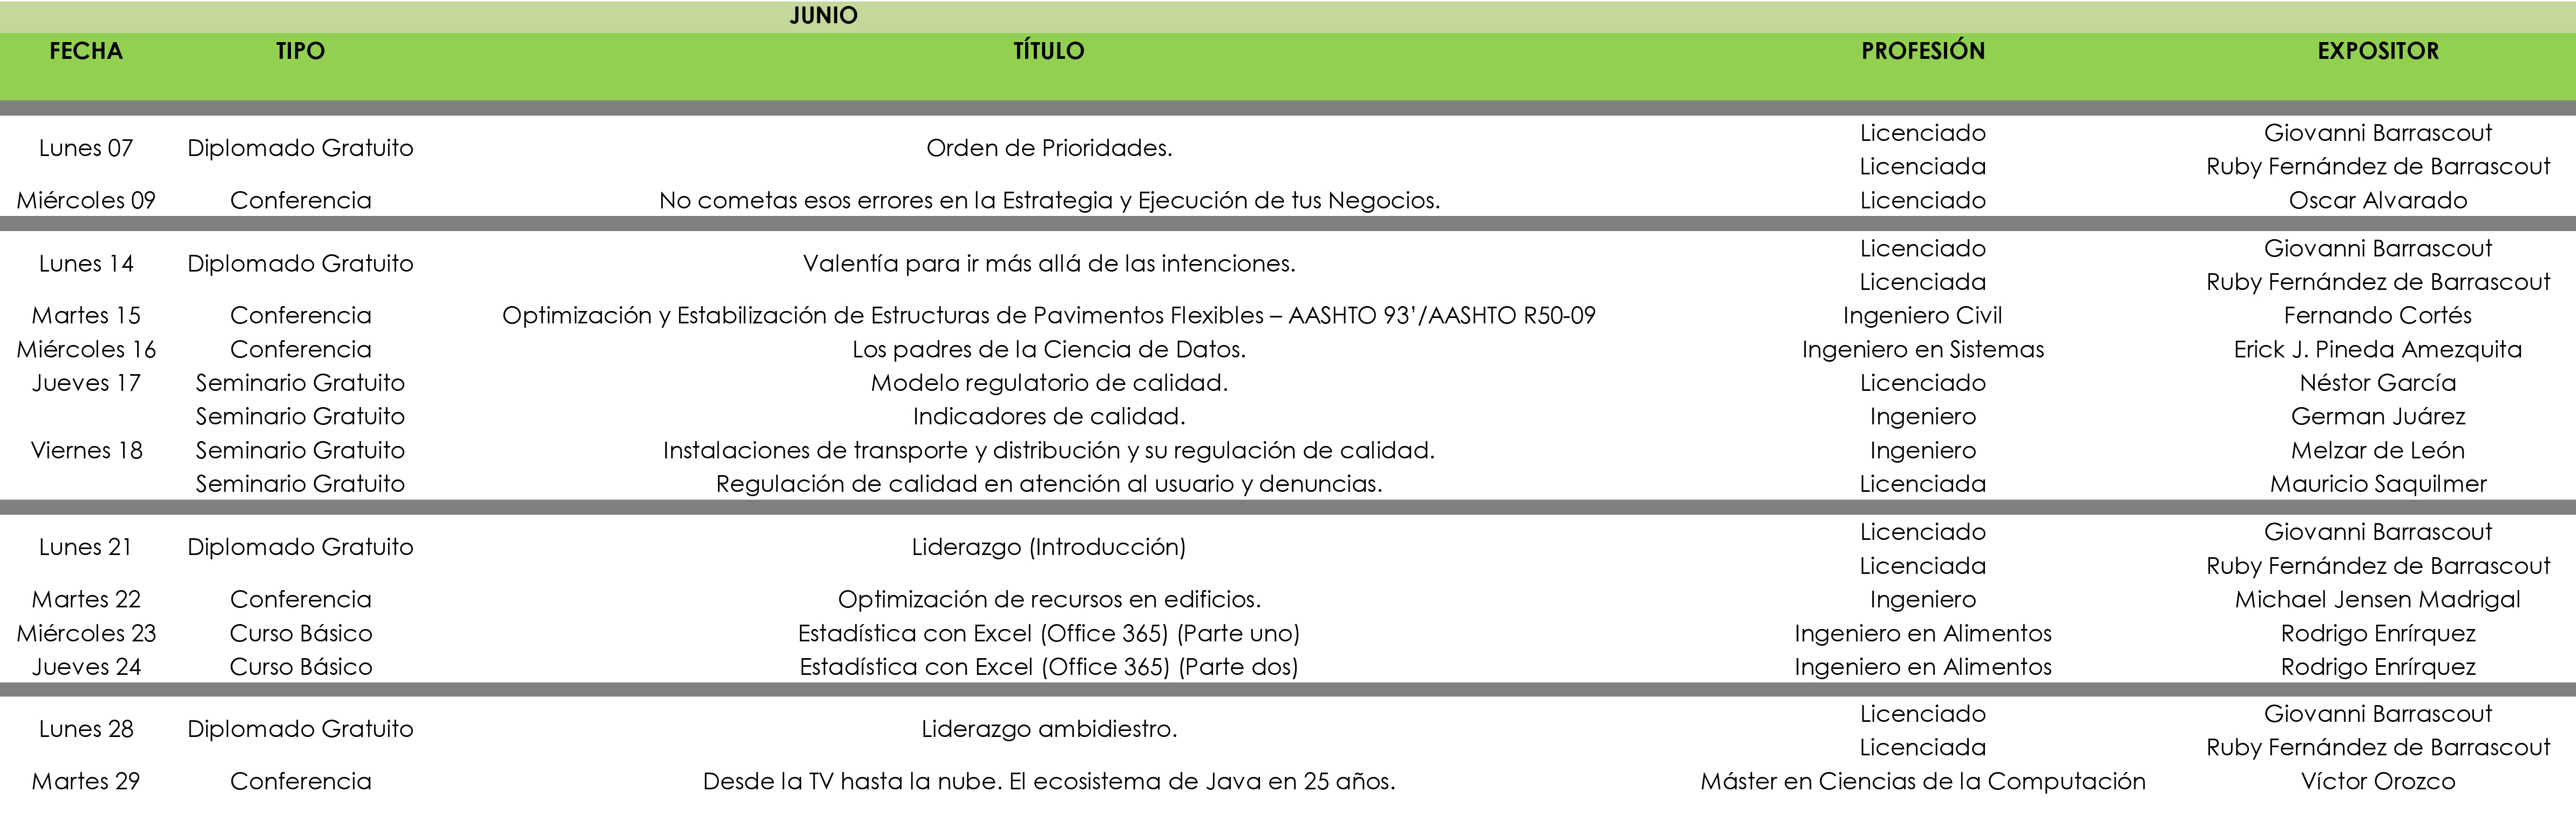 JUNIO
FECHA TIPO TÍTULO PROFESIÓN EXPOSITOR
Lunes 07 Diplomado Gratuito Orden de Prioridades. Licenciado Giovanni Barrascout
Licenciada Ruby Fernández de Barrascout
Miércoles 09 Conferencia No cometas esos errores en la Estrategia y Ejecución de tus Negocios. Licenciado Oscar Alvarado
Lunes 14 Diplomado Gratuito Valentía para ir más allá de las intenciones. Licenciado Giovanni Barrascout
Licenciada Ruby Fernández de Barrascout
Martes 15 Conferencia Optimización y Estabilización de Estructuras de Pavimentos Flexibles – AASHTO 93’/AASHTO R50-09 Ingeniero Civil Fernando Cortés
Miércoles 16 Conferencia Los padres de la Ciencia de Datos. Ingeniero en Sistemas Erick J. Pineda Amezquita
Jueves 17 Seminario Gratuito Modelo regulatorio de calidad. Licenciado Néstor García
Seminario Gratuito Indicadores de calidad. Ingeniero German Juárez
Viernes 18 Seminario Gratuito Instalaciones de transporte y distribución y su regulación de calidad. Ingeniero Melzar de León
Seminario Gratuito Regulación de calidad en atención al usuario y denuncias. Licenciada Mauricio Saquilmer
Lunes 21 Diplomado Gratuito Liderazgo (Introducción) Licenciado Giovanni Barrascout
Licenciada Ruby Fernández de Barrascout
Martes 22 Conferencia Optimización de recursos en edificios. Ingeniero Michael Jensen Madrigal
Miércoles 23 Curso Básico Estadística con Excel (Office 365) (Parte uno) Ingeniero en Alimentos Rodrigo Enrírquez
Jueves 24 Curso Básico Estadística con Excel (Office 365) (Parte dos) Ingeniero en Alimentos Rodrigo Enrírquez
Lunes 28 Diplomado Gratuito Liderazgo ambidiestro. Licenciado Giovanni Barrascout
Licenciada Ruby Fernández de Barrascout
Martes 29 Conferencia Desde la TV hasta la nube. El ecosistema de Java en 25 años. Máster en Ciencias de la Computación Víctor Orozco